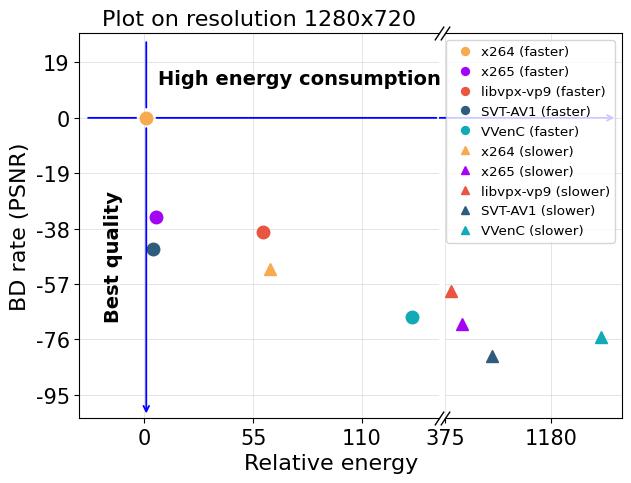 Plot on resolution 1280x720
19
0
-19
-38
-57
-76
-95
BD rate (PSNR)
High energy consumption
Best quality
x264 (faster)
x265 (faster)
libvpx-vp9 (faster)
SVT-AV1 (faster)
VVenC (faster)
x264 (slower)
x265 (slower)
libvpx-vp9 (slower)
SVT-AV1 (slower)
VVenC (slower)
0 55 110 375 1180
Relative energy